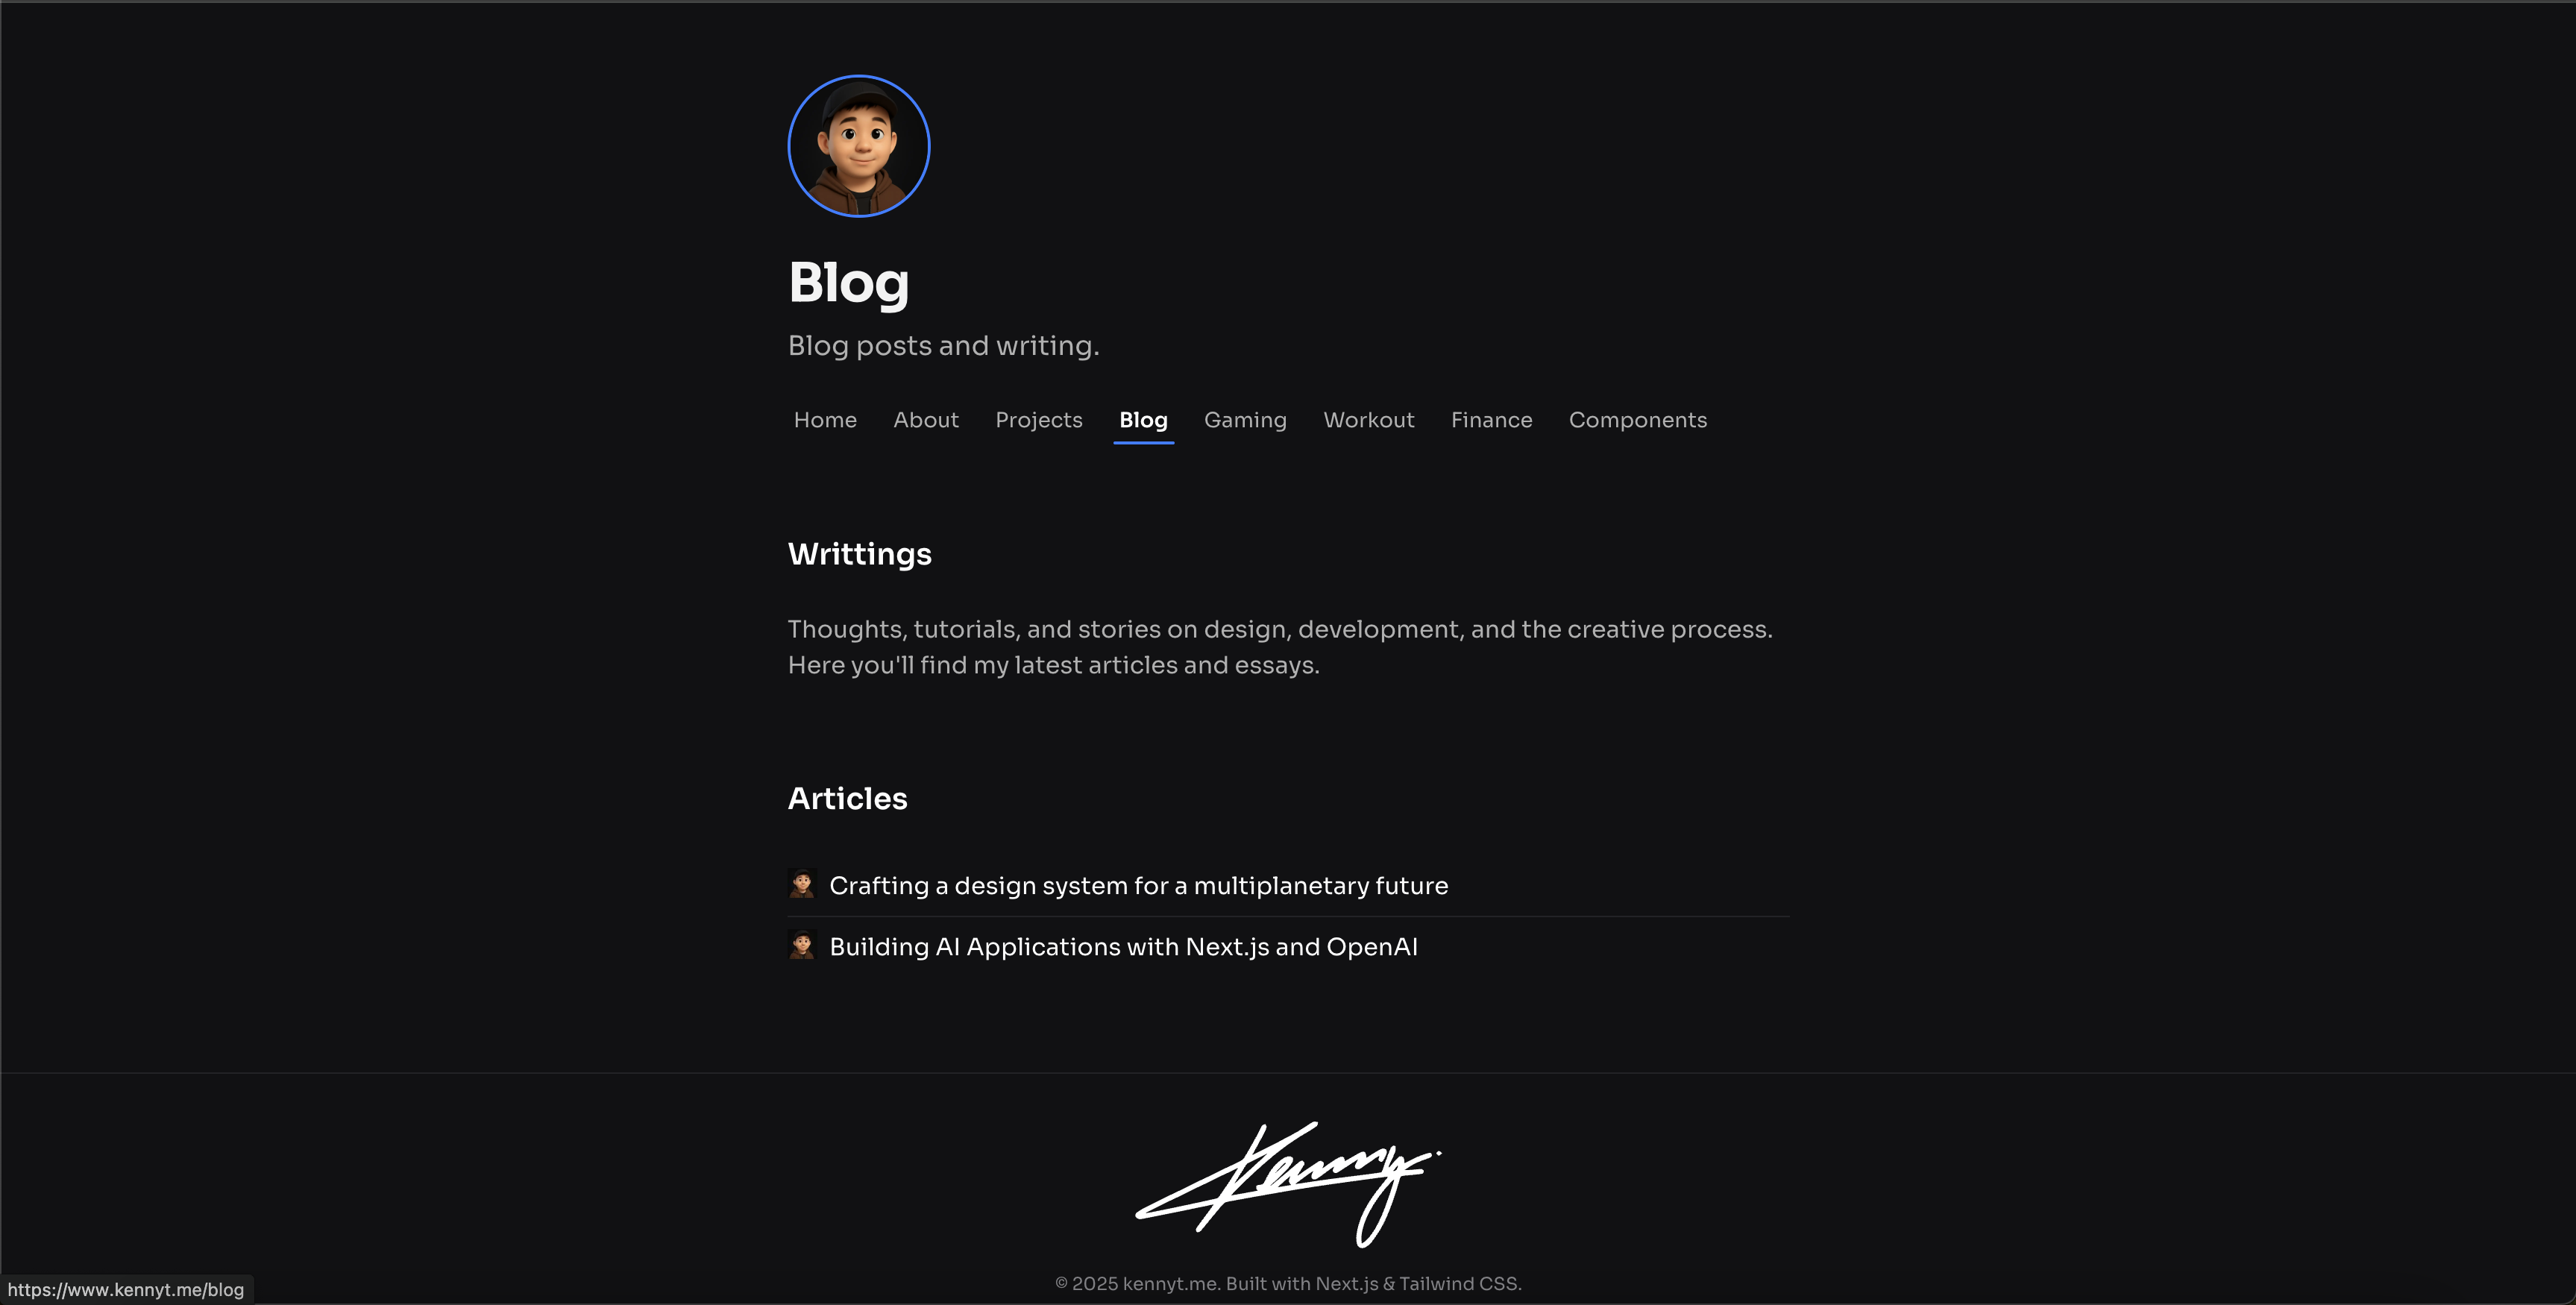 Blog
Blog posts and writing.
Home About Projects Blog Gaming Workout Finance Components
Writtings
Thoughts, tutorials, and stories on design, development, and the creative process.
Here you'll find my latest articles and essays.
Articles
Crafting a design system for a multiplanetary future
Building AI Applications with Next.js and OpenAI
Kenny
© 2025 kennyt.me. Built with Next.js & Tailwind CSS.
https://www.kennyt.me/blog